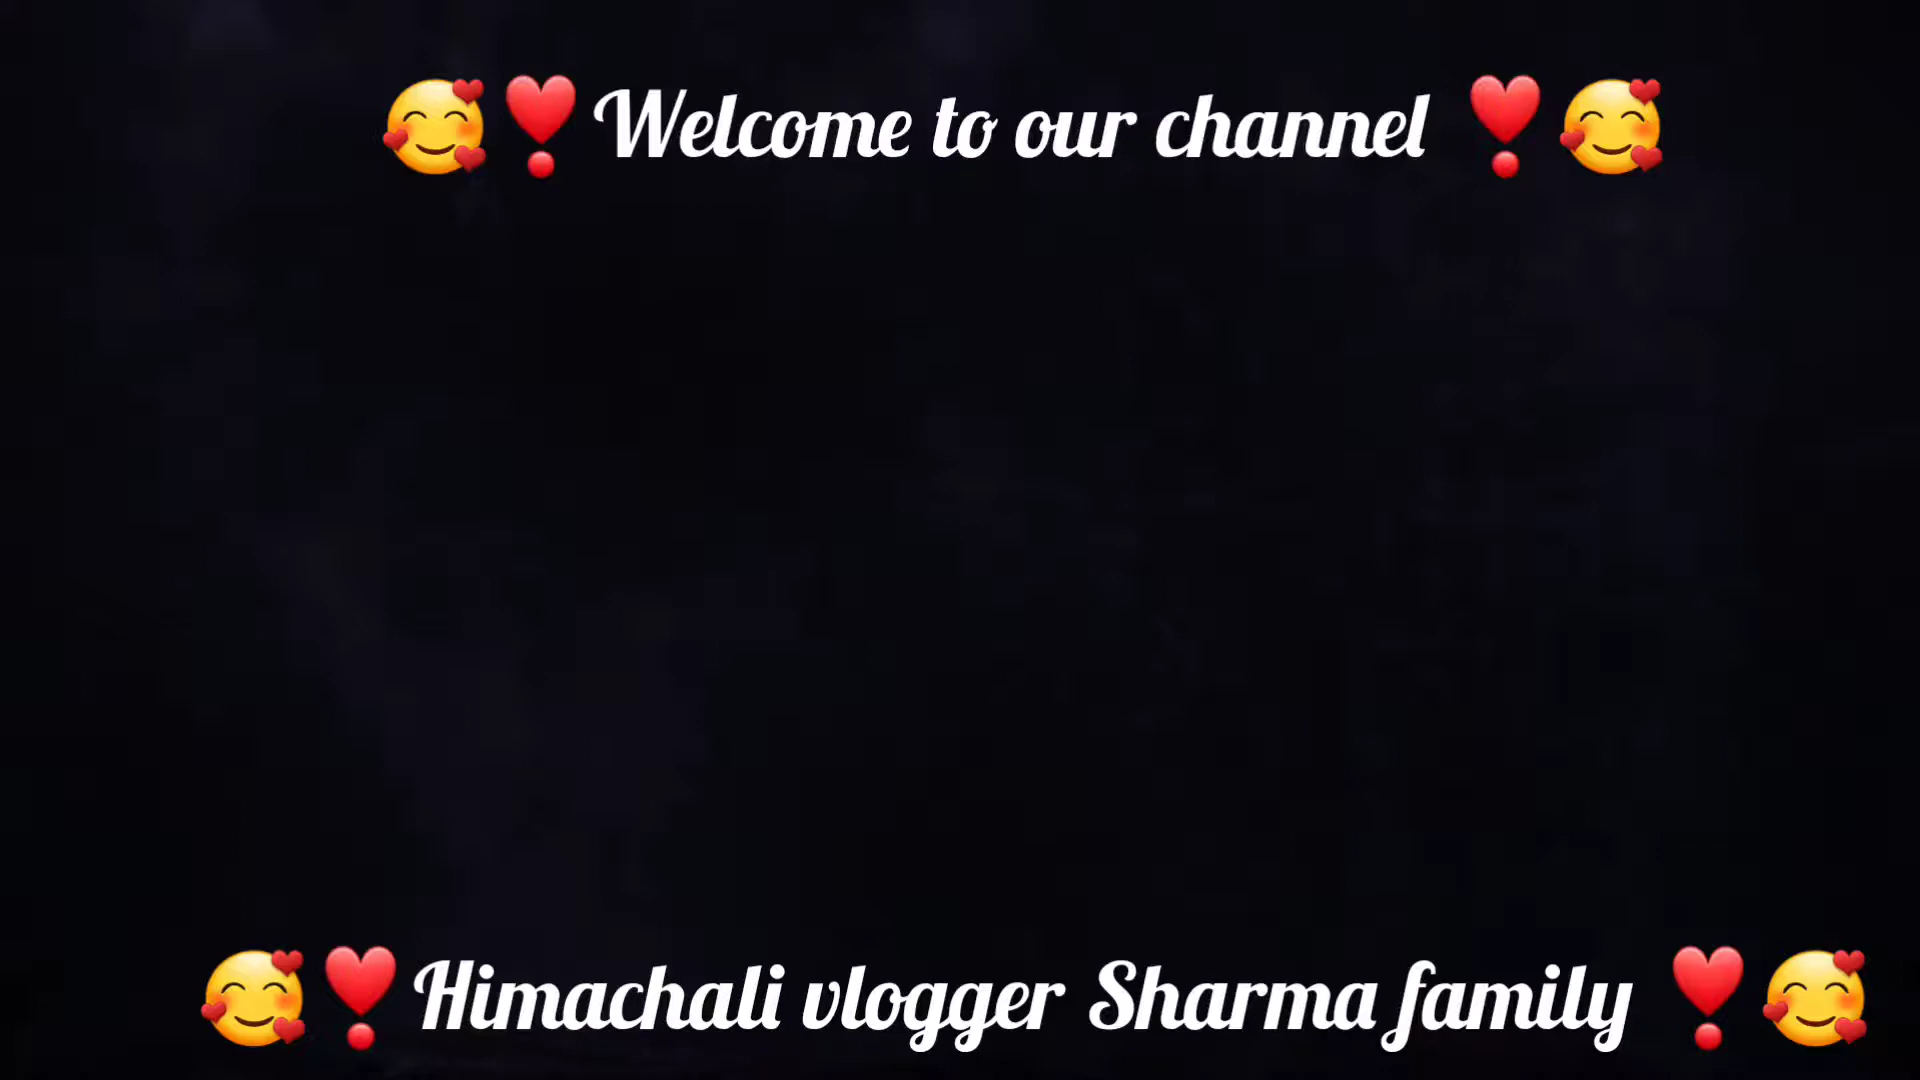 🥰❣️Welcome to our channel ❣️🥰
🥰❣️Himachali vlogger Sharma family ❣️🥰